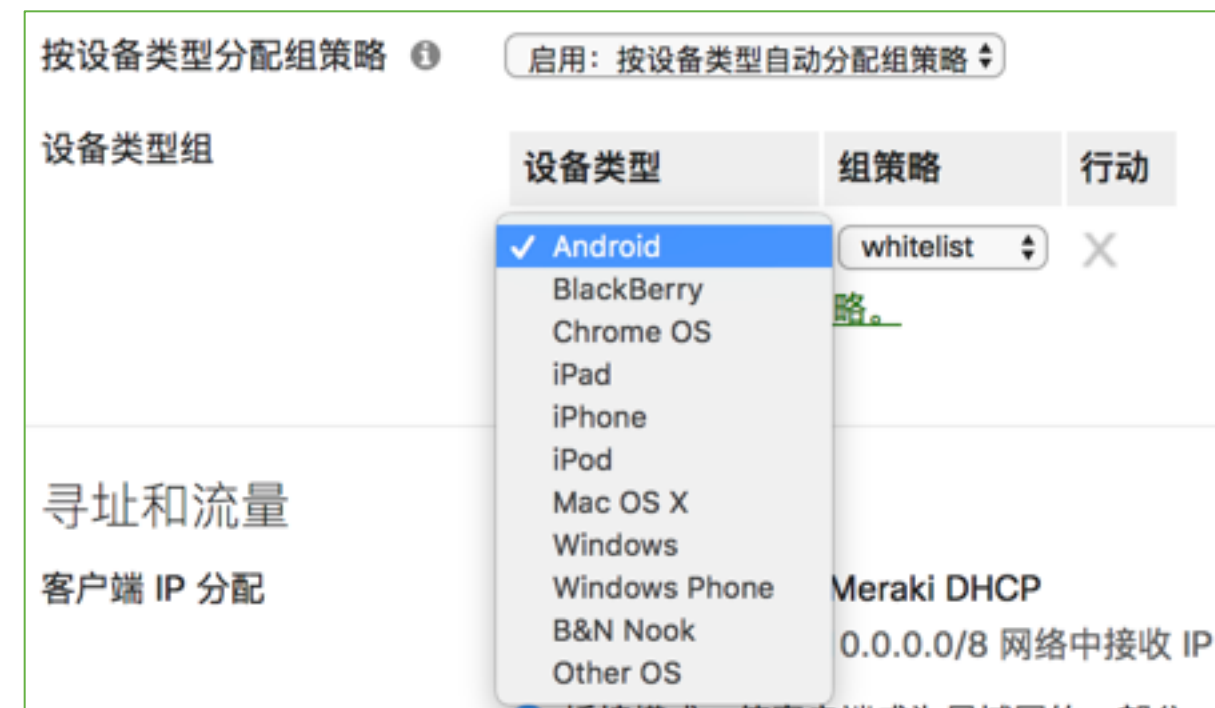 按设备类型分配组策略
启用：按设备类型自动分配组策略
设备类型组
设备类型 组策略 行动
Android whitelist X
BlackBerry
略。
Chrome OS
iPad
iPhone
iPod
Mac OS X
寻址和流量
Windows
客户端 IP 分配
Windows Phone
Meraki DHCP
B&N Nook
0.0.0.0/8 网络中接收 IP
Other OS